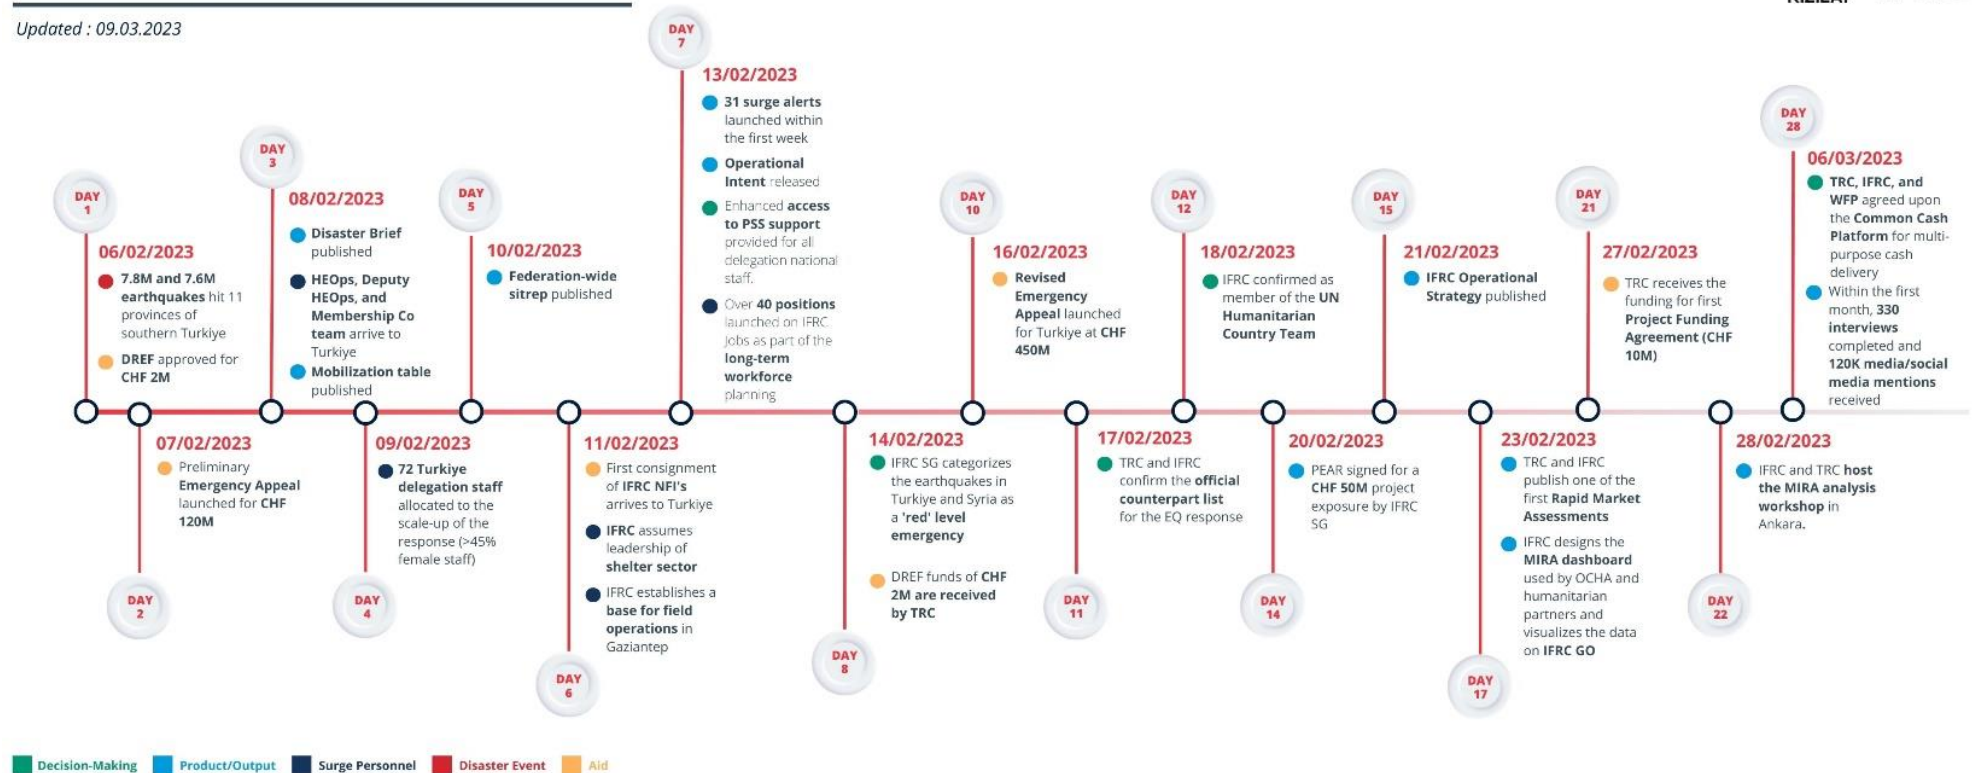 Updated : 09.03.2023
DAY
1
06/02/2023
7.8M and 7.6M
earthquakes hit 11
provinces of
southern Turkiye
DREF approved for
CHF 2M
DAY
2
07/02/2023
Preliminary
Emergency Appeal
launched for CHF
120M
DAY
3
08/02/2023
Disaster Brief
published
HEOps, Deputy
HEOps, and
Membership Co
team arrive to
Turkiye
Mobilization table
published
DAY
4
09/02/2023
72 Turkiye
delegation staff
allocated to the
scale-up of the
response (>45%
female staff)
DAY
5
10/02/2023
Federation-wide
sitrep published
DAY
6
11/02/2023
First consignment
of IFRC NFI's
arrives to Turkiye
IFRC assumes
leadership of
shelter sector
IFRC establishes a
base for field
operations in
Gaziantep
DAY
7
13/02/2023
31 surge alerts
launched within
the first week
Operational
Intent released
Enhanced access
to PSS support
provided for all
delegation national
staff.
Over 40 positions
launched on IFRC
Jobs as part of the
long-term
workforce
planning
DAY
8
14/02/2023
IFRC SG categorizes
the earthquakes in
Turkiye and Syria as
a 'red' level
emergency
DREF funds of CHF
2M are received
by TRC
DAY
10
16/02/2023
Revised
Emergency
Appeal launched
for Turkiye at CHF
450M
DAY
11
17/02/2023
TRC and IFRC
confirm the official
counterpart list
for the EQ response
DAY
12
18/02/2023
IFRC confirmed as
member of the UN
Humanitarian
Country Team
DAY
14
20/02/2023
PEAR signed for a
CHF 50M project
exposure by IFRC
SG
DAY
15
21/02/2023
IFRC Operational
Strategy published
DAY
17
23/02/2023
TRC and IFRC
publish one of the
first Rapid Market
Assessments
IFRC designs the
MIRA dashboard
used by OCHA and
humanitarian
partners and
visualizes the data
on IFRC GO
DAY
21
27/02/2023
TRC receives the
funding for first
Project Funding
Agreement (CHF
10M)
DAY
22
28/02/2023
IFRC and TRC host
the MIRA analysis
workshop in
Ankara.
DAY
28
06/03/2023
TRC, IFRC, and
WFP agreed upon
the Common Cash
Platform for multi-
purpose cash
delivery
Within the first
month, 330
interviews
completed and
120K media/social
media mentions
received
Decision-Making
Product/Output
Surge Personnel
Disaster Event
Aid